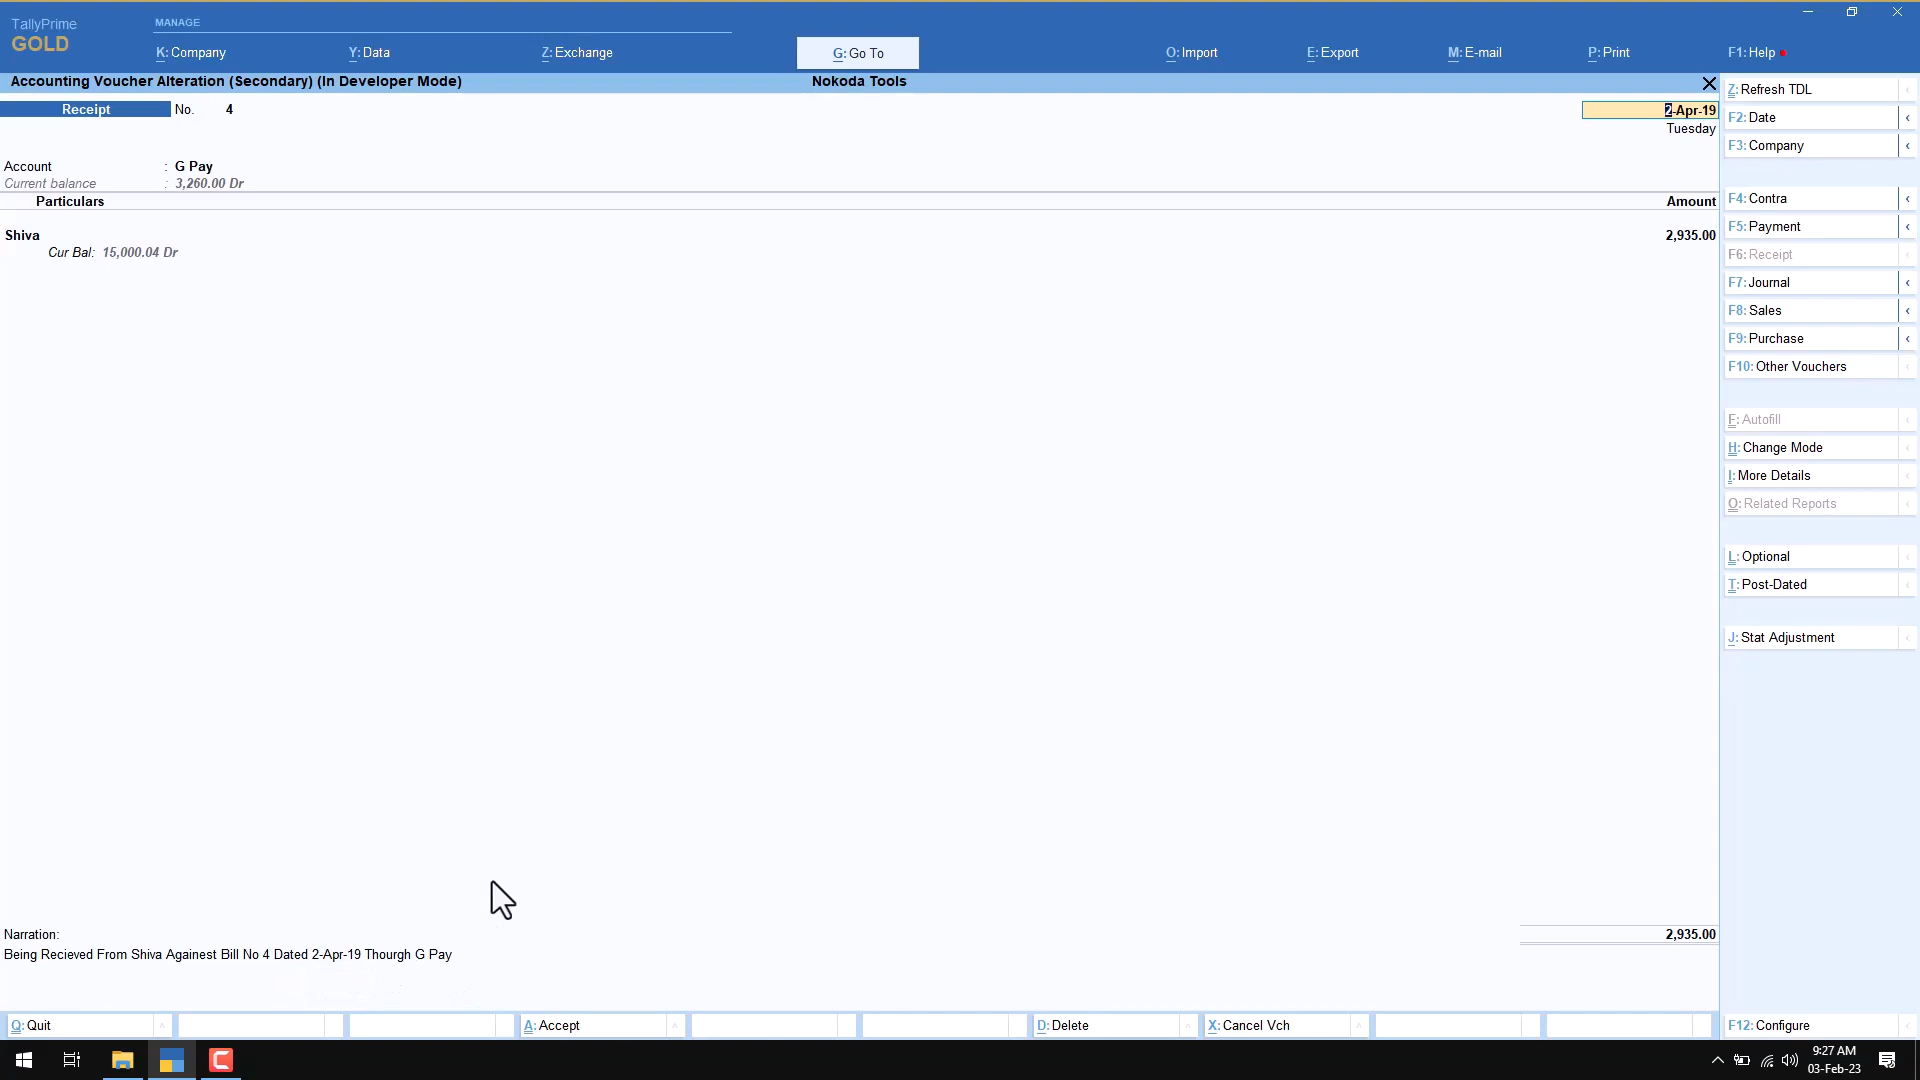 TallyPrime
GOLD
MANAGE
K: Company
Y: Data
Z: Exchange
G: Go To
O: Import
E: Export
M: E-mail
P: Print
F1: Help
Accounting Voucher Alteration (Secondary) (In Developer Mode)
Nokoda Tools
Receipt No. 4
2-Apr-19
Tuesday
Account : G Pay
Current balance : 3,260.00 Dr
Particulars Amount
Shiva 2,935.00
Cur Bal: 15,000.04 Dr
Narration: 2,935.00
Being Recieved From Shiva Againest Bill No 4 Dated 2-Apr-19 Thourgh G Pay
Z: Refresh TDL
F2: Date
F3: Company
F4: Contra
F5: Payment
F6: Receipt
F7: Journal
F8: Sales
F9: Purchase
F10: Other Vouchers
F: Autofill
H: Change Mode
I: More Details
O: Related Reports
L: Optional
T: Post-Dated
J: Stat Adjustment
Q: Quit
A: Accept
D: Delete
X: Cancel Vch
F12: Configure
9:27 AM
03-Feb-23